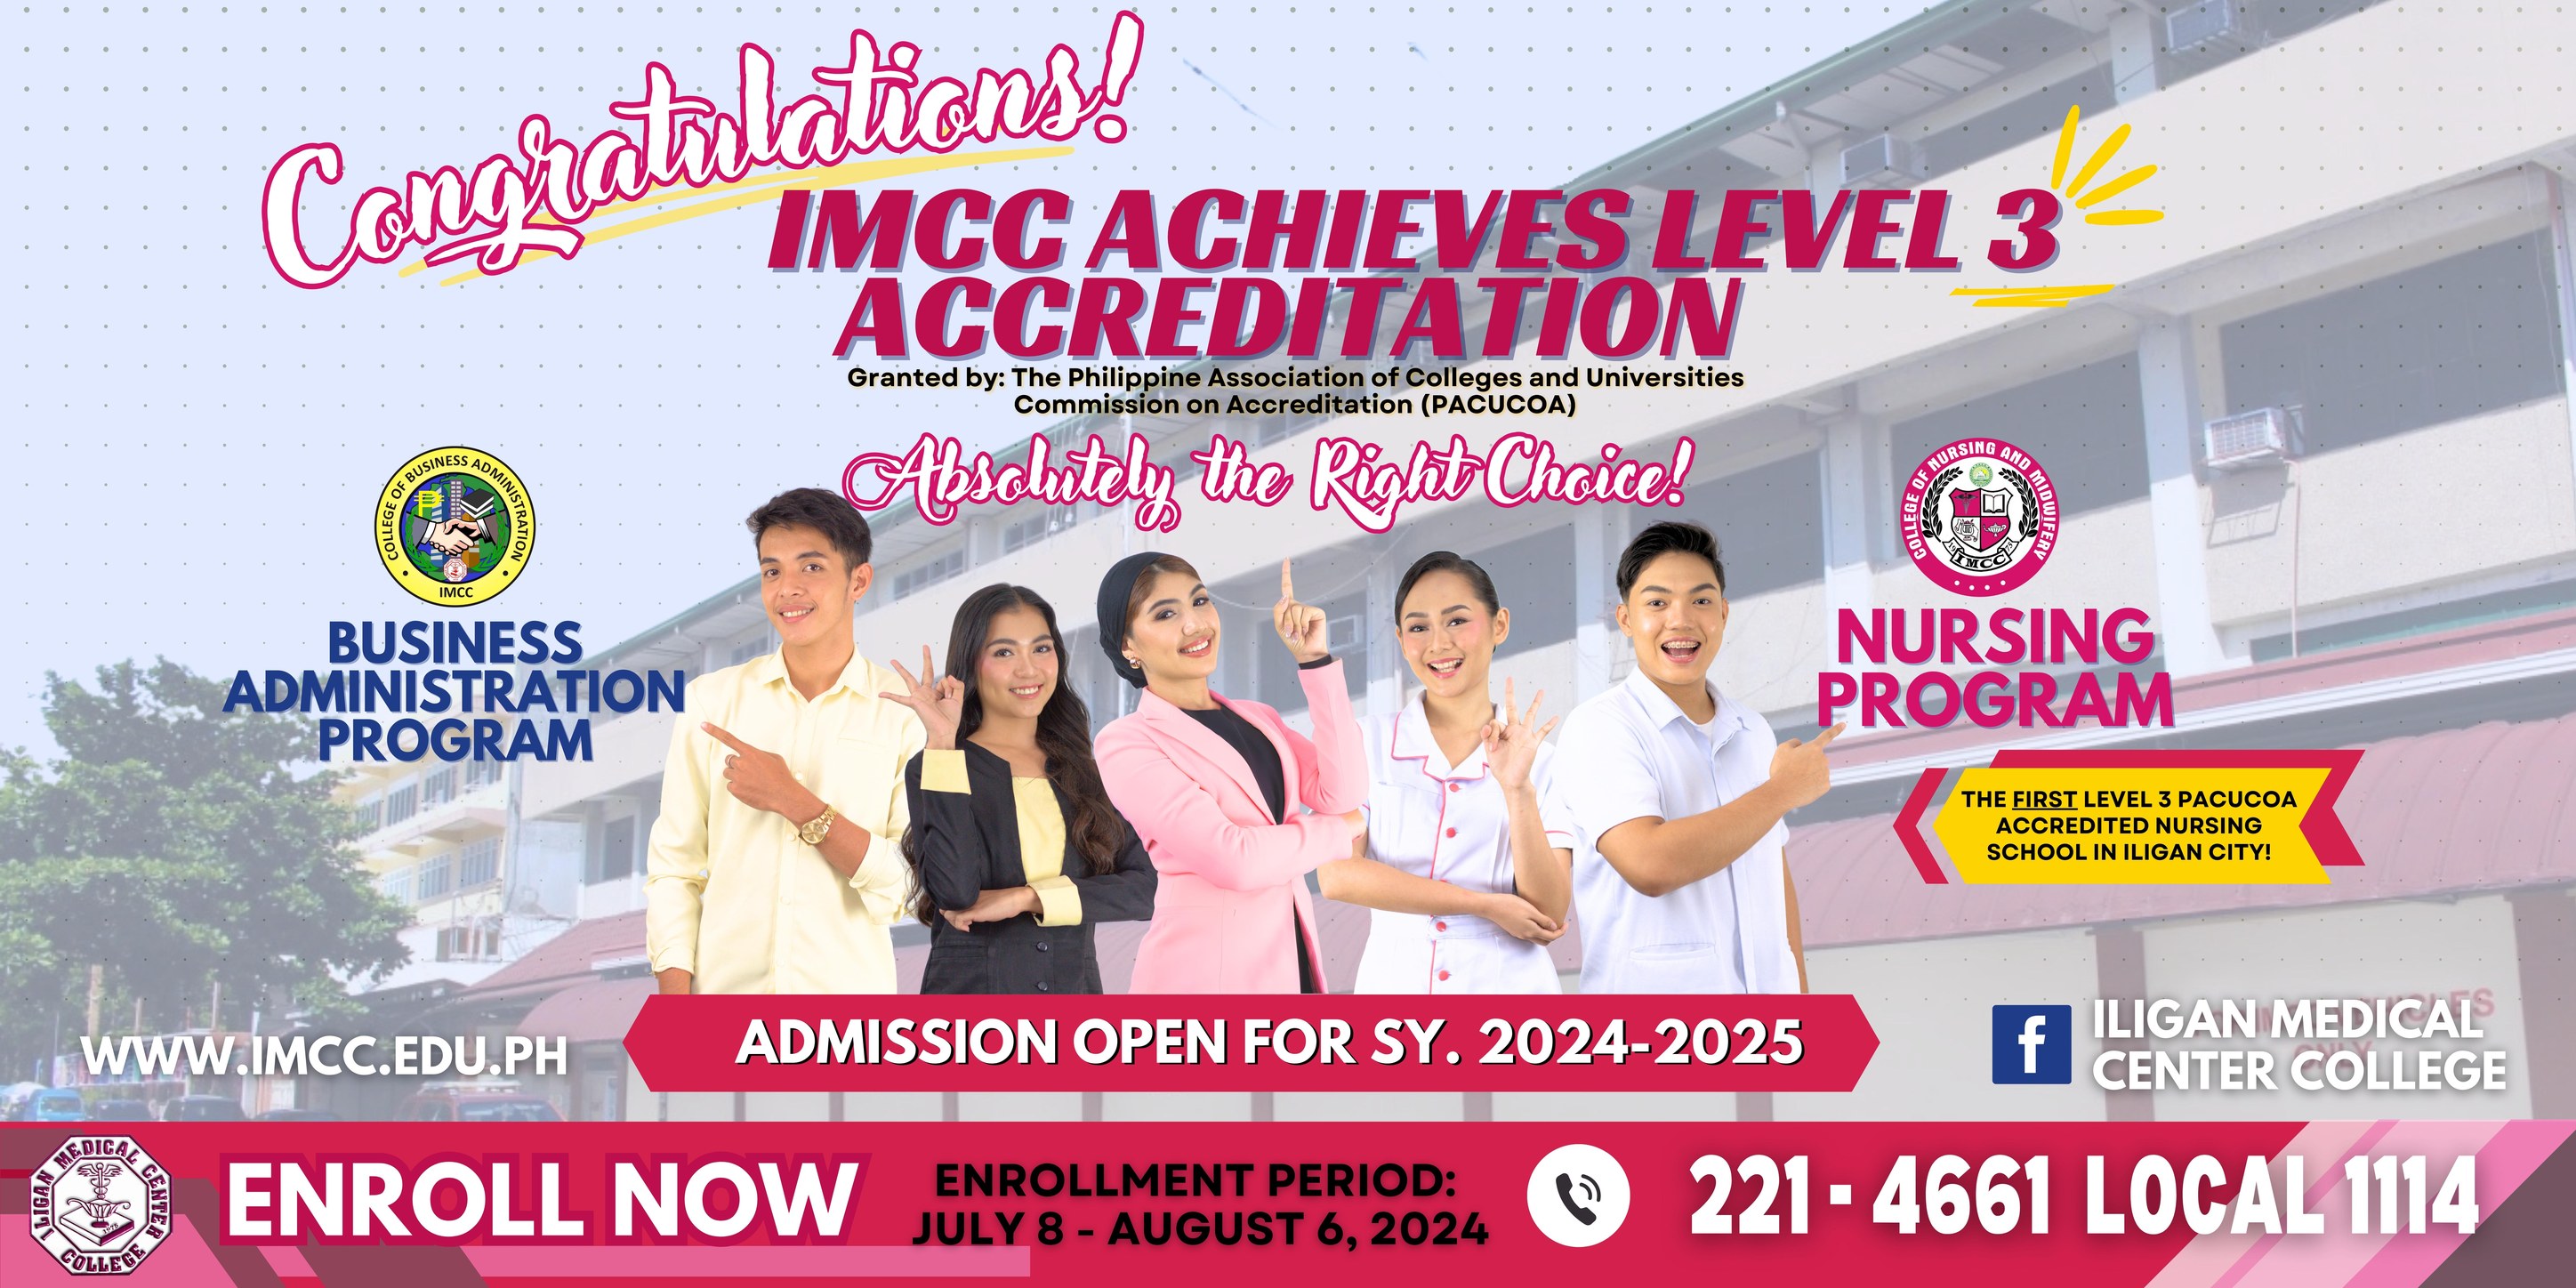 Congratulations!
IMCC ACHIEVES LEVEL 3
ACCREDITATION
Granted by: The Philippine Association of Colleges and Universities
Commission on Accreditation (PACUCOA)
Absolutely the Right Choice!
COLLEGE OF BUSINESS ADMINISTRATION
IMCC
BUSINESS
ADMINISTRATION
PROGRAM
COLLEGE OF NURSING AND MIDWIFERY
IMCC
NURSING
PROGRAM
THE FIRST LEVEL 3 PACUCOA
ACCREDITED NURSING
SCHOOL IN ILIGAN CITY!
WWW.IMCC.EDU.PH
ADMISSION OPEN FOR SY. 2024-2025
f
ILIGAN MEDICAL
CENTER COLLEGE
ILIGAN MEDICAL CENTER
COLLEGE
ENROLL NOW
ENROLLMENT PERIOD:
JULY 8 - AUGUST 6, 2024
221 - 4661 LOCAL 1114